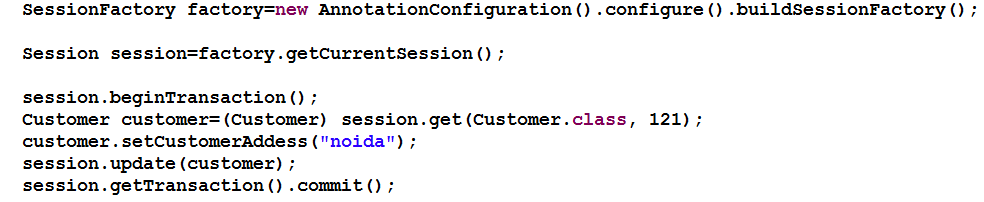 SessionFactory factory=new AnnotationConfiguration().configure().buildSessionFactory();
Session session=factory.getCurrentSession();
session.beginTransaction();
Customer customer=(Customer) session.get(Customer.class, 121);
customer.setCustomerAddess("noida");
session.update(customer);
session.getTransaction().commit();